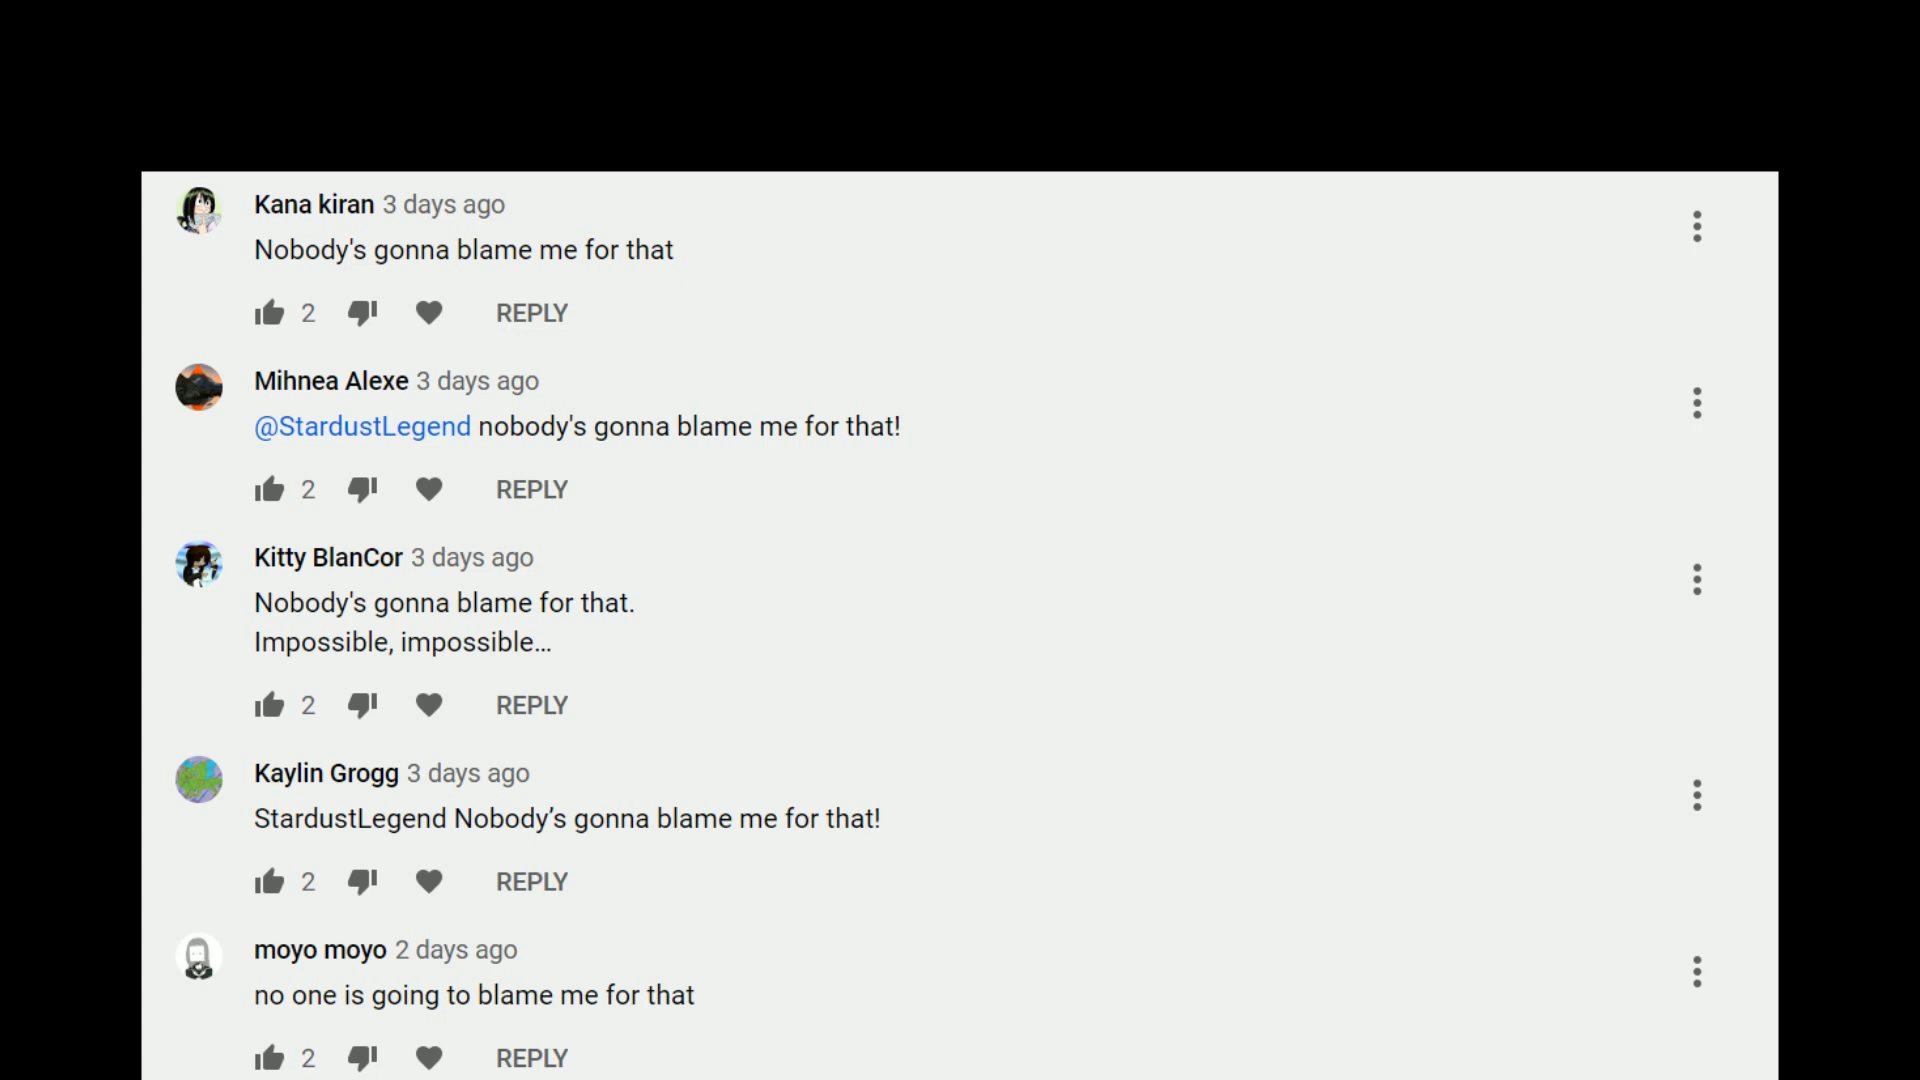 Kana kiran 3 days ago
Nobody's gonna blame me for that
2 REPLY
Mihnea Alexe 3 days ago
@StardustLegend nobody's gonna blame me for that!
2 REPLY
Kitty BlanCor 3 days ago
Nobody's gonna blame for that.
Impossible, impossible…
2 REPLY
Kaylin Grogg 3 days ago
StardustLegend Nobody’s gonna blame me for that!
2 REPLY
moyo moyo 2 days ago
no one is going to blame me for that
2 REPLY